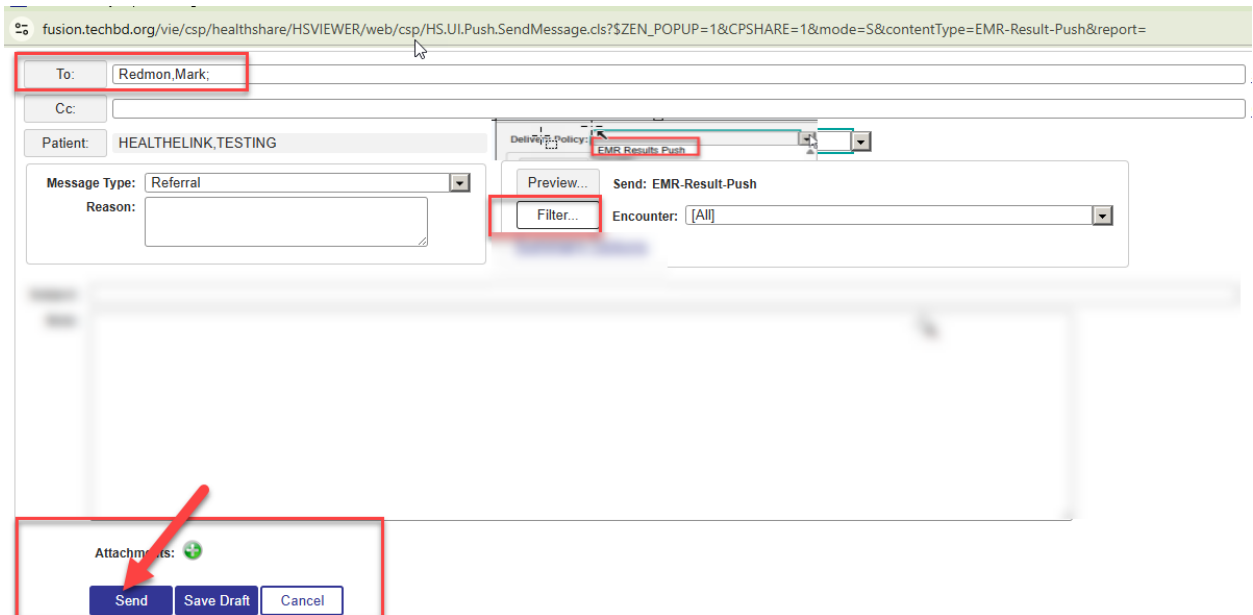 fusion.techbd.org/vie/csp/healthshare/HSVIEWER/web/csp/HS.UI.Push.SendMessage.cls?$ZEN_POPUP=1&CPSHARE=1&mode=S&contentType=EMR-Result-Push&report=
To: Redmon,Mark;
Cc:
Patient: HEALTHELINK,TESTING
Delivery Policy:
EMR Results Push
Message Type: Referral
Reason:
Preview... Send: EMR-Result-Push
Filter... Encounter: [All]
Attachments:
Send Save Draft Cancel